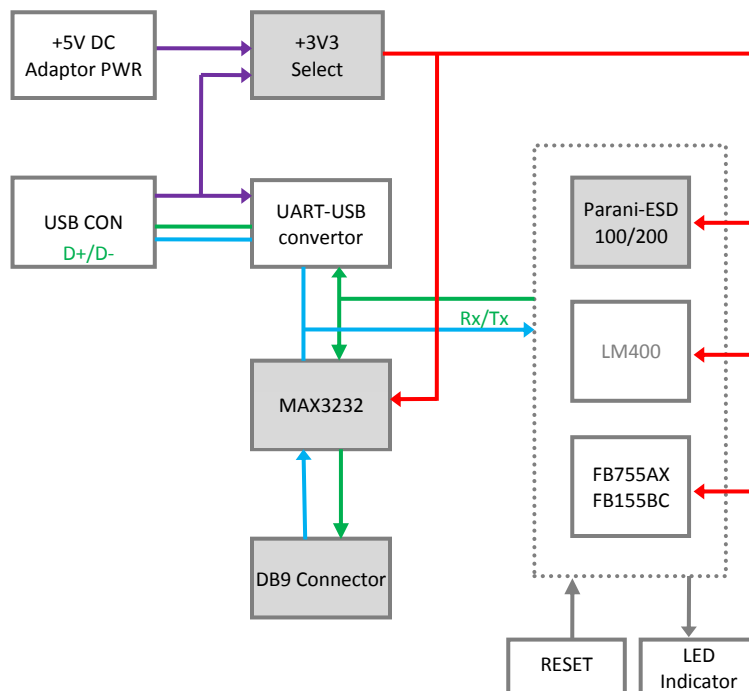 +5V DC
Adaptor PWR
+3V3
Select
USB CON
D+/D-
UART-USB
convertor
Parani-ESD
100/200
Rx/Tx
LM400
MAX3232
FB755AX
FB155BC
DB9 Connector
RESET
LED
Indicator